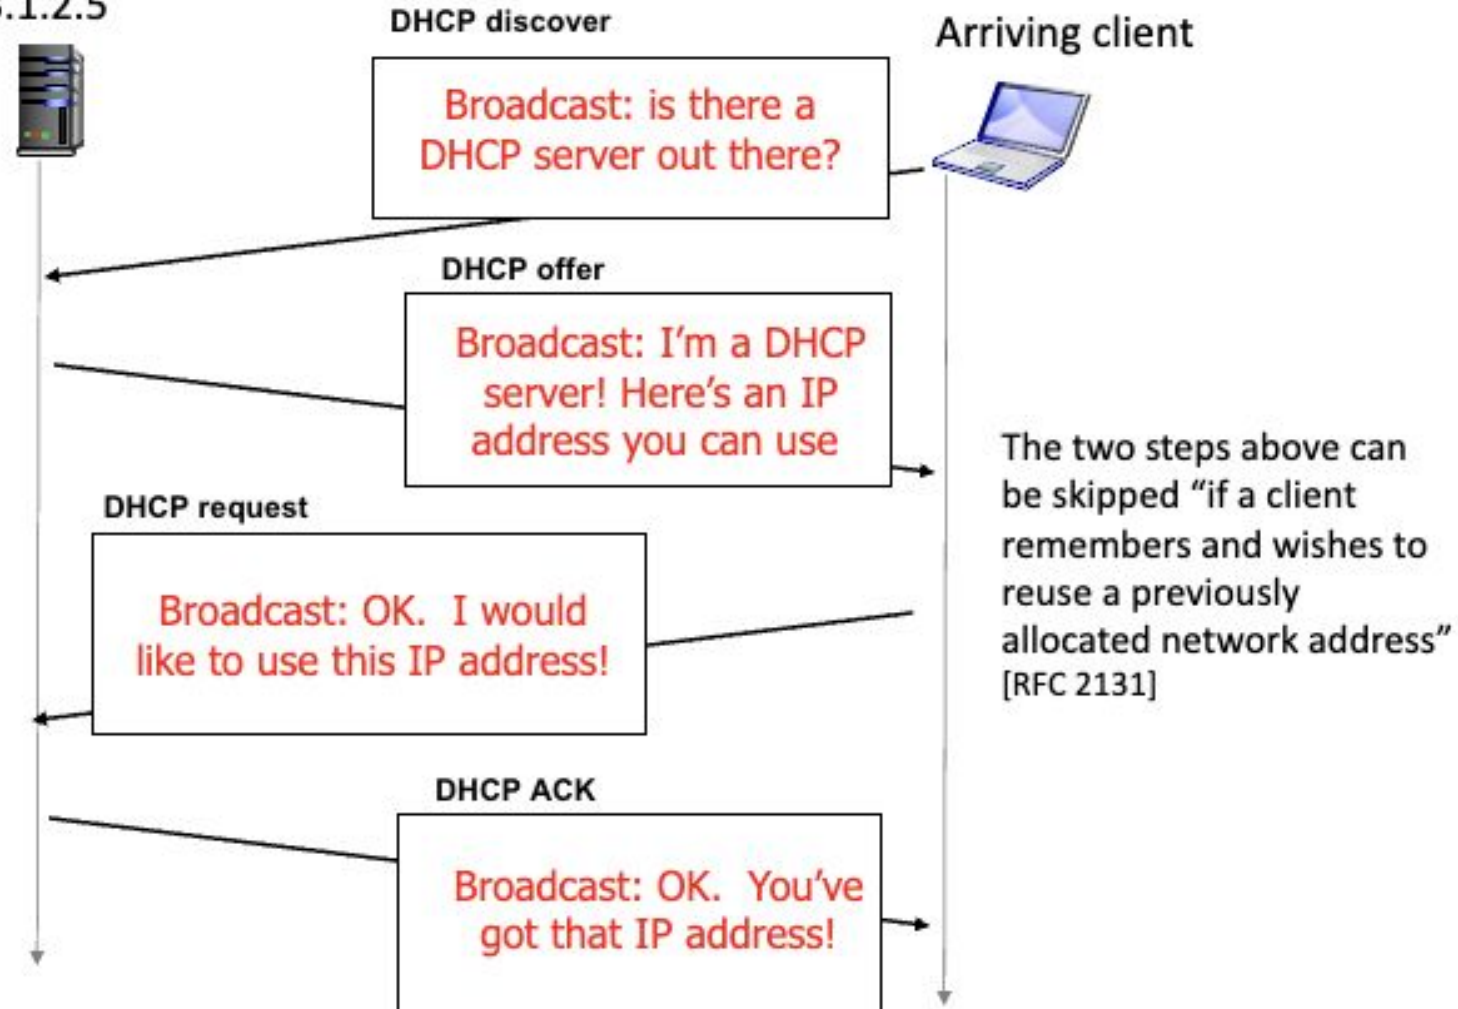 .1.2.5
DHCP discover
Arriving client
Broadcast: is there a
DHCP server out there?
DHCP offer
Broadcast: I'm a DHCP
server! Here's an IP
address you can use
The two steps above can
be skipped “if a client
remembers and wishes to
reuse a previously
allocated network address”
[RFC 2131]
DHCP request
Broadcast: OK.  I would
like to use this IP address!
DHCP ACK
Broadcast: OK.  You've
got that IP address!